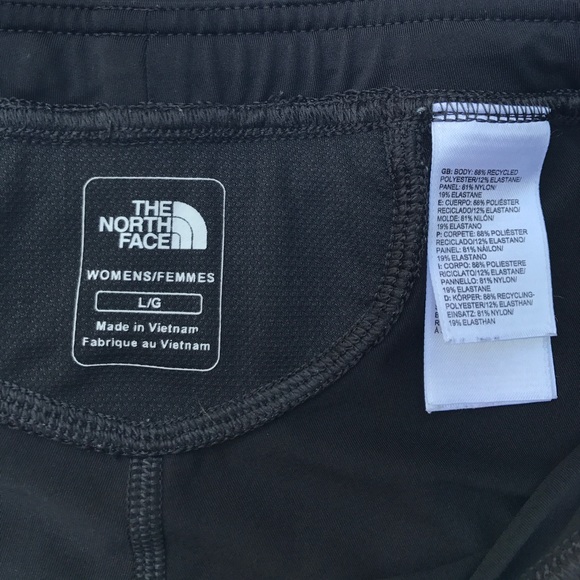 THE
NORTH
FACE
WOMENS/FEMMES
L/G
Made in Vietnam
Fabrique au Vietnam
GB: BODY: 88% RECYCLED
POLYESTER/12% ELASTANE/
PANEL: 81% NYLON/
19% ELASTANE
E: CUERPO: 88% POLIÉSTER
RECICLADO/12% ELASTANO/
MOLDE: 81% NILÓN/
19% ELASTANO
P: CORPETE: 88% POLIÉSTER
RECICLADO/12% ELASTANO/
PAINEL: 81% NÁILON/
19% ELASTANO
I: CORPO: 88% POLIESTERE
RICICLATO/12% ELASTANE/
PANNELLO: 81% NYLON/
19% ELASTANE
D: KÖRPER: 88% RECYCLING-
POLYESTER/12% ELASTHAN/
EINSATZ: 81% NYLON/
19% ELASTHAN